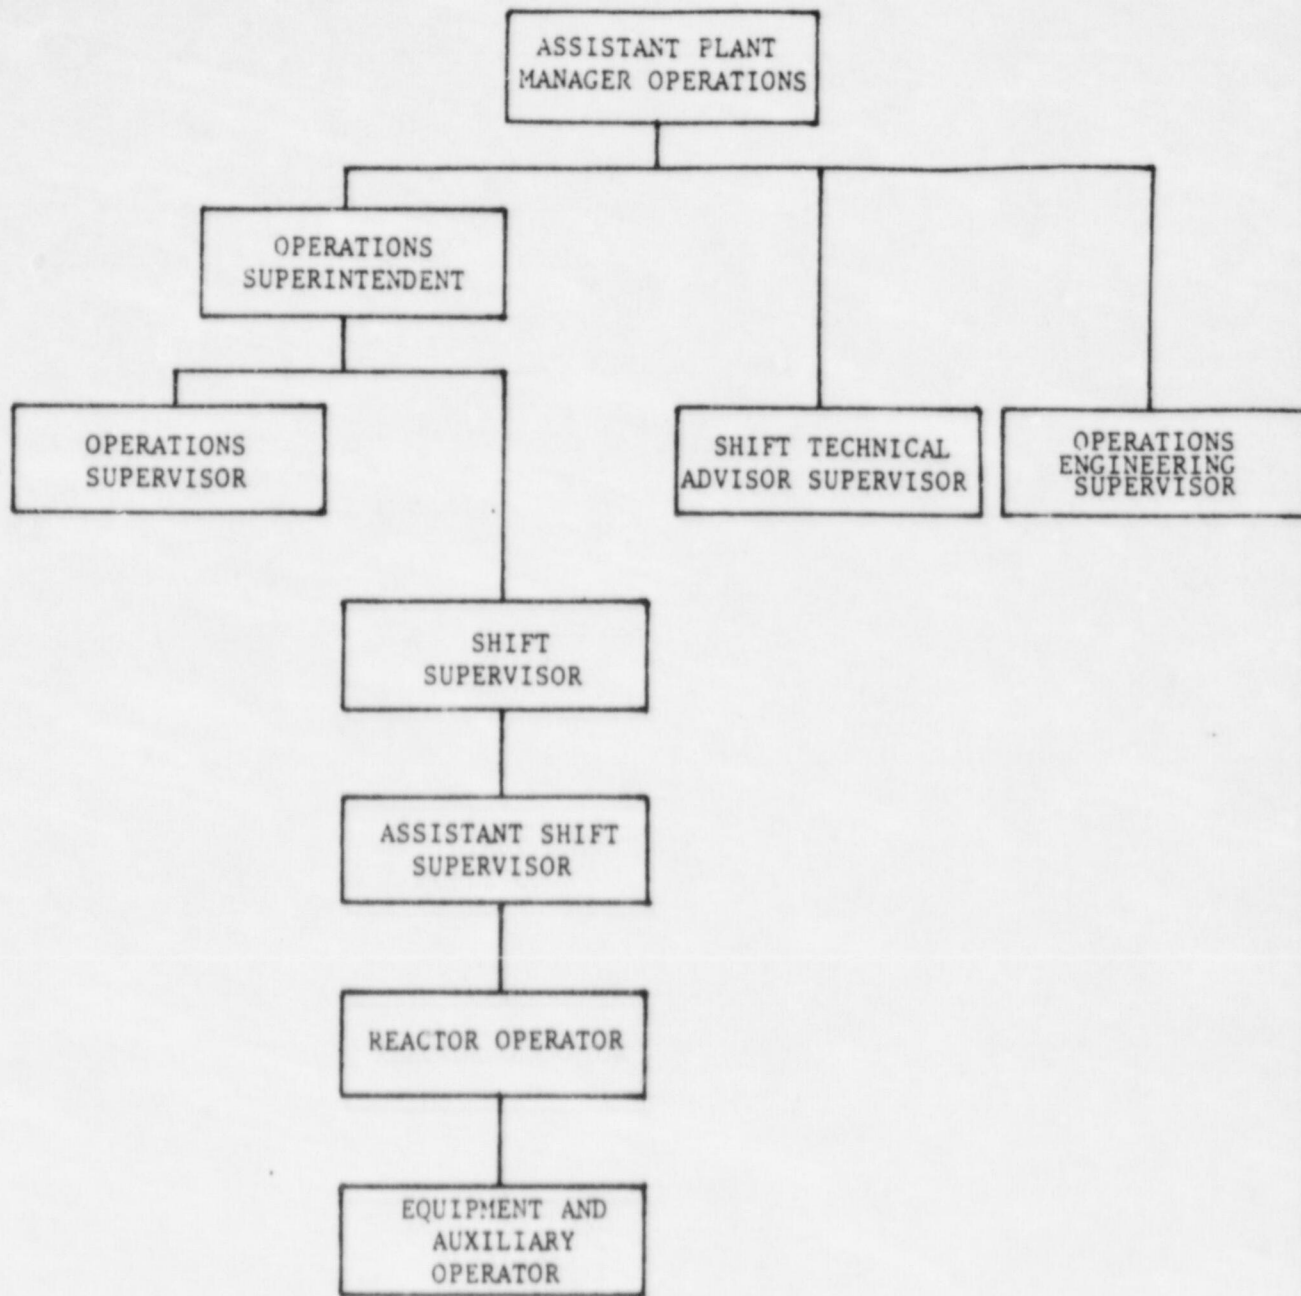 ASSISTANT PLANT
MANAGER OPERATIONS
OPERATIONS
SUPERINTENDENT
OPERATIONS
SUPERVISOR
SHIFT TECHNICAL
ADVISOR SUPERVISOR
OPERATIONS
ENGINEERING
SUPERVISOR
SHIFT
SUPERVISOR
ASSISTANT SHIFT
SUPERVISOR
REACTOR OPERATOR
EQUIPMENT AND
AUXILIARY
OPERATOR